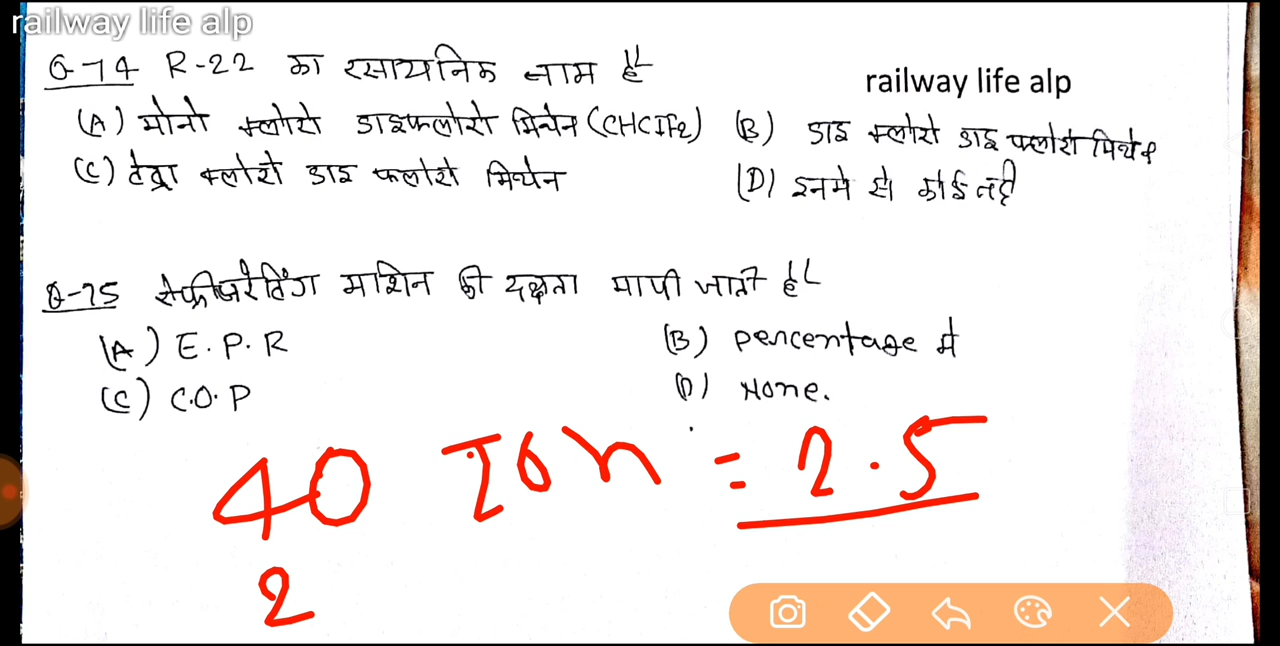 railway life alp
Q-74 R-22 का रसायनिक नाम है
railway life alp
(A) मोनो क्लोरो डाइफ्लोरो मिथेन (CHClF2) (B) डाइ क्लोरो डाइ फ्लोरो मिथेन
(C) टेट्रा क्लोरो डाइ फ्लोरो मिथेन (D) इनमे से कोई नही
Q-75 रेफ्रीजरेटिंग माशिन की दक्षता मापी जाती है
(A) E.P.R (B) percentage मे
(C) C.O.P (D) None.
40 Ton = 2.5
2